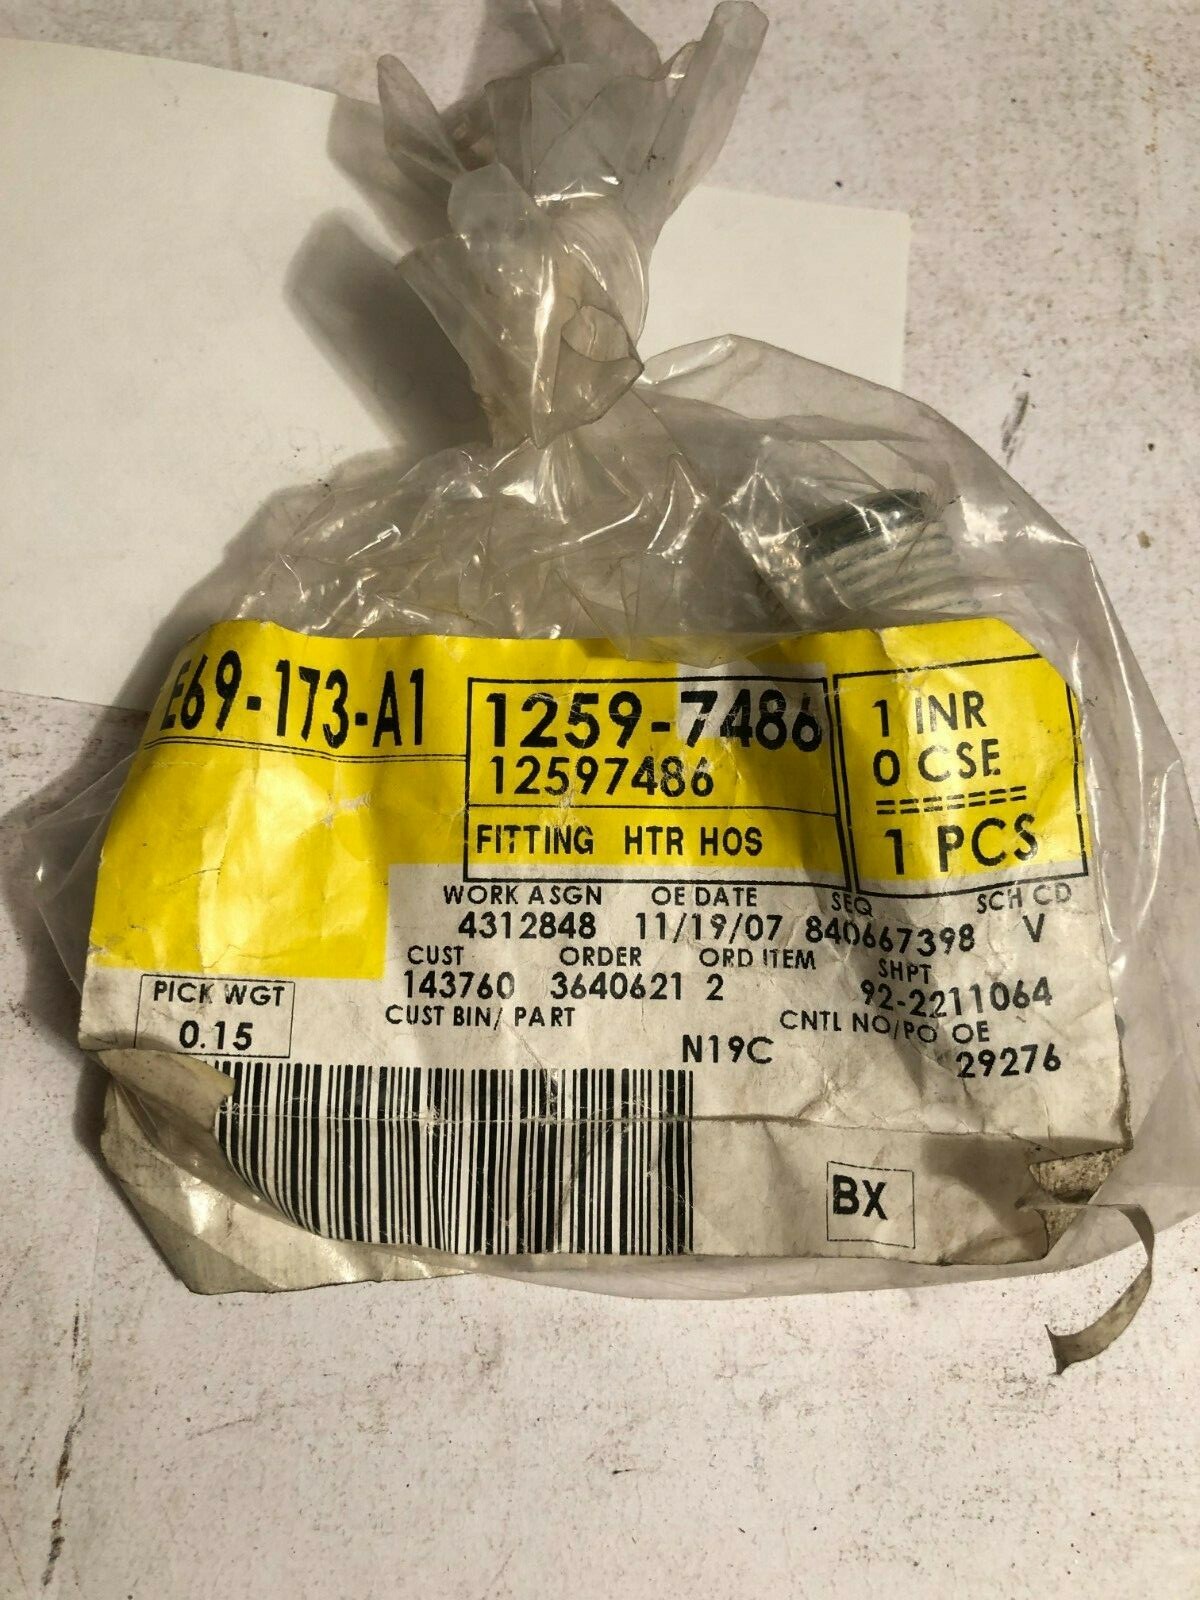 E69-173-A1
1259-7486
12597486
FITTING HTR HOS
1 INR
0 CSE
=======
1 PCS
WORK ASGN OE DATE SEQ SCH CD
4312848 11/19/07 840667398 V
CUST ORDER ORD ITEM SHPT
143760 3640621 2 92-2211064
CUST BIN/ PART CNTL NO/PO OE
N19C 29276
PICK WGT
0.15
BX